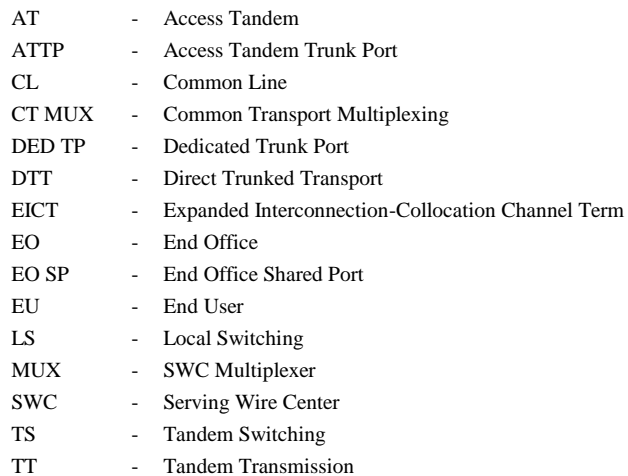 AT - Access Tandem
ATTP - Access Tandem Trunk Port
CL - Common Line
CT MUX - Common Transport Multiplexing
DED TP - Dedicated Trunk Port
DTT - Direct Trunked Transport
EICT - Expanded Interconnection-Collocation Channel Term
EO - End Office
EO SP - End Office Shared Port
EU - End User
LS - Local Switching
MUX - SWC Multiplexer
SWC - Serving Wire Center
TS - Tandem Switching
TT - Tandem Transmission